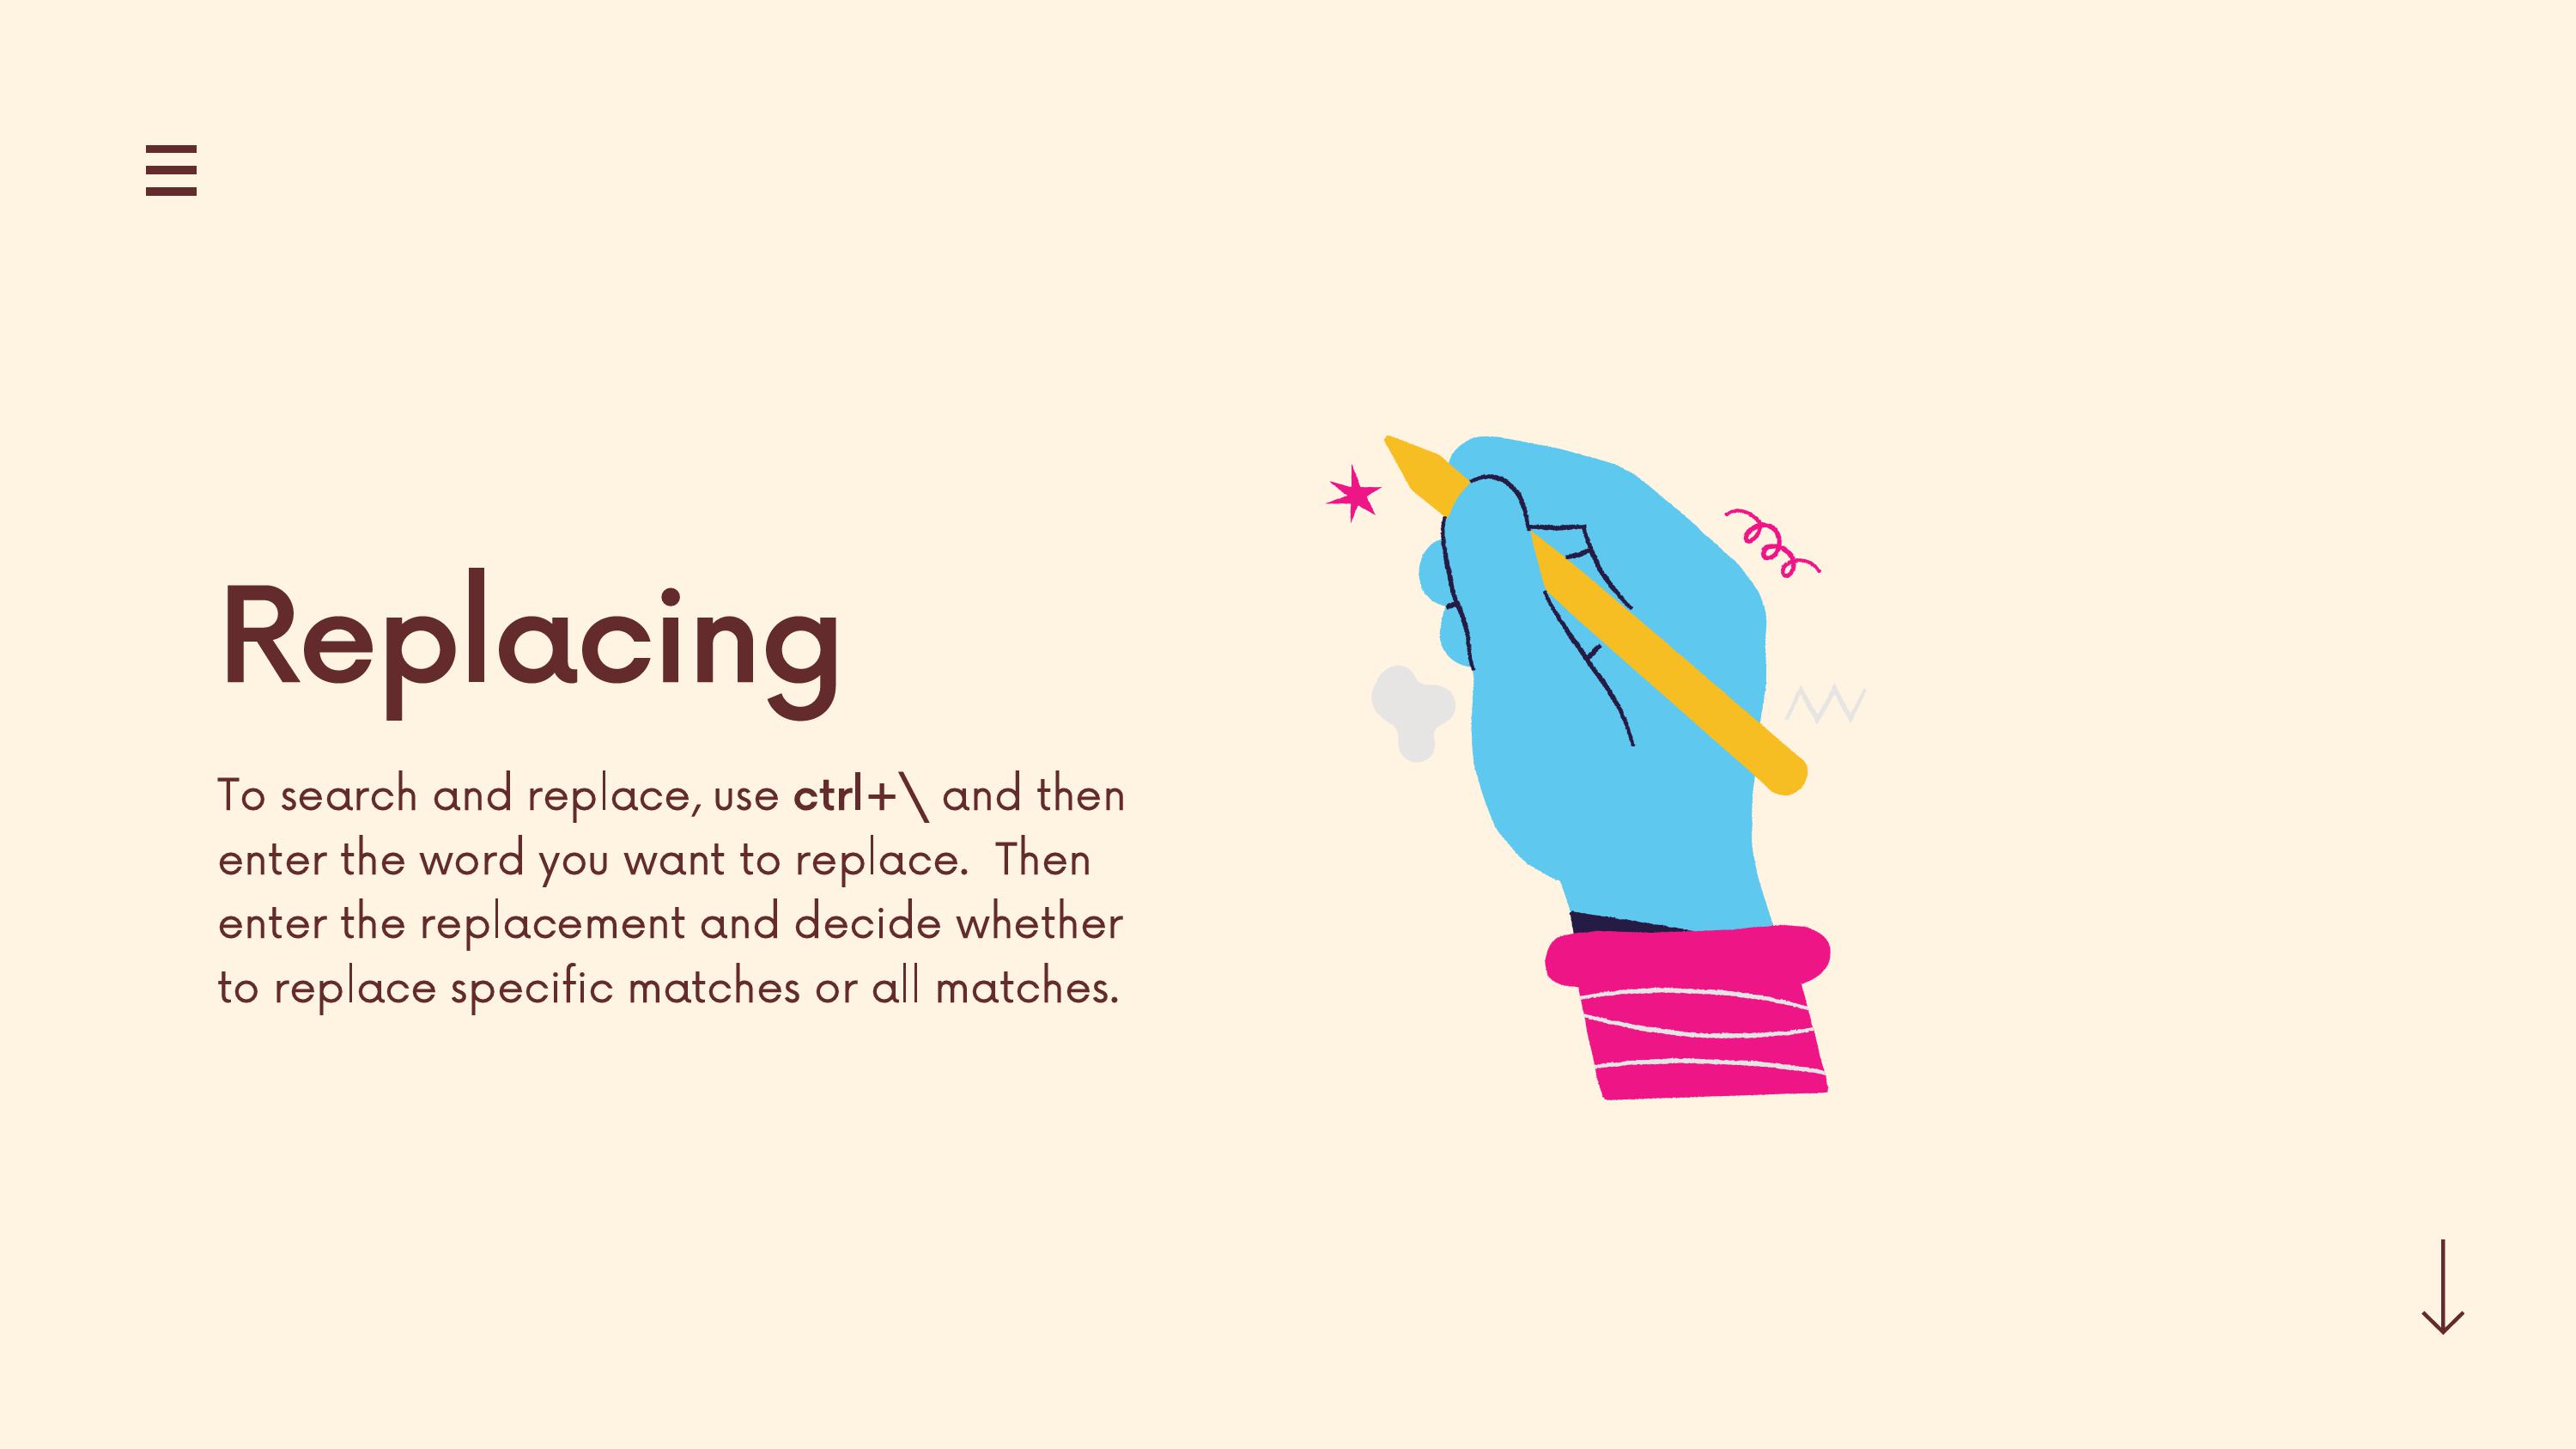 Replacing
To search and replace, use ctrl+\ and then
enter the word you want to replace.  Then
enter the replacement and decide whether
to replace specific matches or all matches.